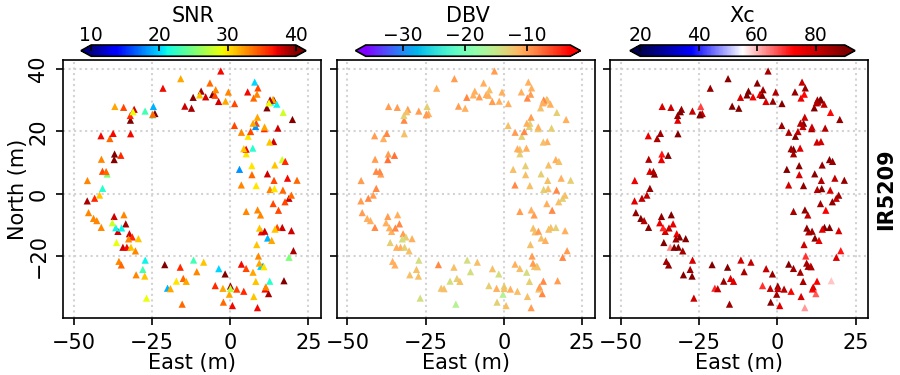 SNR DBV Xc
10 20 30 40 −30 −20 −10 20 40 60 80
40
20
0
−20
North (m)
IR5209
−50 −25 0 25 −50 −25 0 25 −50 −25 0 25
East (m) East (m) East (m)